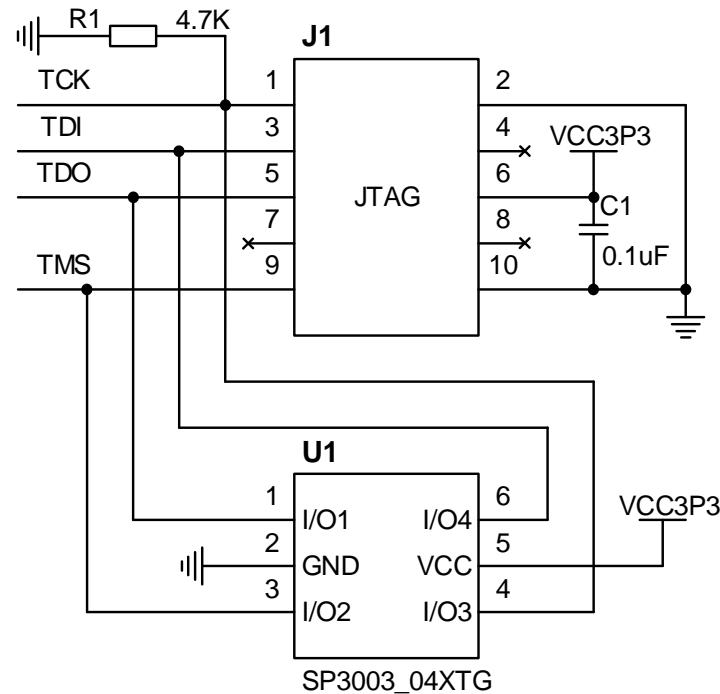 R1 4.7K
J1
TCK 1 2
TDI 3 4 VCC3P3
TDO 5 6
JTAG C1
7 8
TMS 9 10 0.1uF
U1
1 6 VCC3P3
I/O1 I/O4
2 5
GND VCC
3 4
I/O2 I/O3
SP3003_04XTG